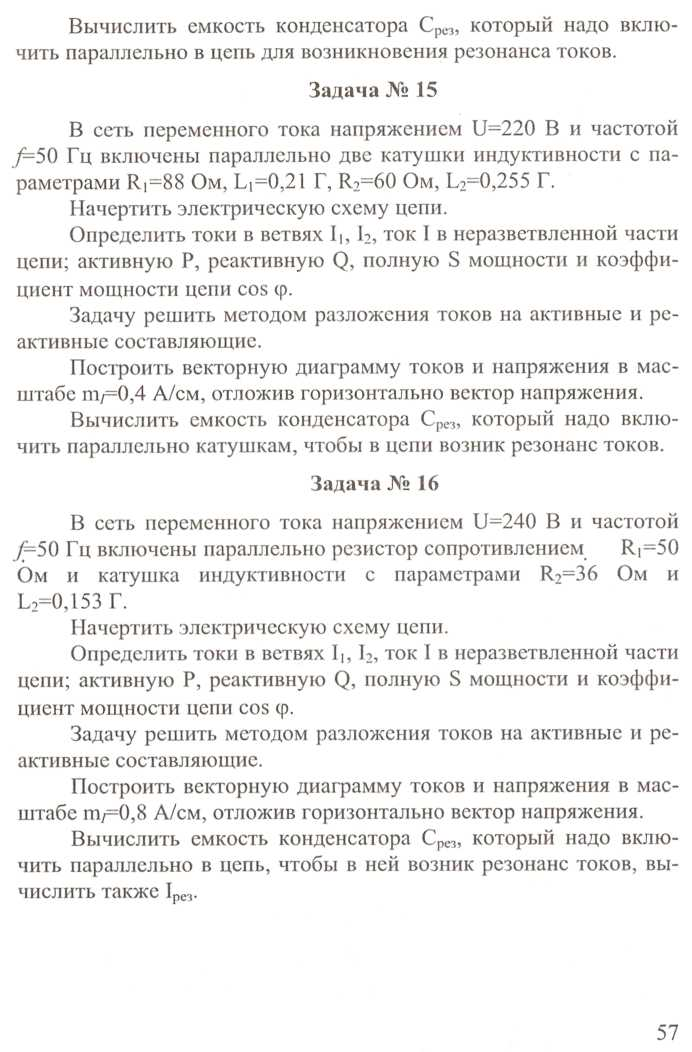 Вычислить емкость конденсатора Cрез, который надо вклю-
чить параллельно в цепь для возникновения резонанса токов.
Задача № 15
В сеть переменного тока напряжением U=220 В и частотой
f=50 Гц включены параллельно две катушки индуктивности с па-
раметрами R₁=88 Ом, L₁=0,21 Г, R₂=60 Ом, L₂=0,255 Г.
Начертить электрическую схему цепи.
Определить токи в ветвях I₁, I₂, ток I в неразветвленной части
цепи; активную P, реактивную Q, полную S мощности и коэффи-
циент мощности цепи cos φ.
Задачу решить методом разложения токов на активные и ре-
активные составляющие.
Построить векторную диаграмму токов и напряжения в мас-
штабе mI=0,4 А/см, отложив горизонтально вектор напряжения.
Вычислить емкость конденсатора Cрез, который надо вклю-
чить параллельно катушкам, чтобы в цепи возник резонанс токов.
Задача № 16
В сеть переменного тока напряжением U=240 В и частотой
f=50 Гц включены параллельно резистор сопротивлением R₁=50
Ом и катушка индуктивности с параметрами R₂=36 Ом и
L₂=0,153 Г.
Начертить электрическую схему цепи.
Определить токи в ветвях I₁, I₂, ток I в неразветвленной части
цепи; активную P, реактивную Q, полную S мощности и коэффи-
циент мощности цепи cos φ.
Задачу решить методом разложения токов на активные и ре-
активные составляющие.
Построить векторную диаграмму токов и напряжения в мас-
штабе mI=0,8 А/см, отложив горизонтально вектор напряжения.
Вычислить емкость конденсатора Cрез, который надо вклю-
чить параллельно в цепь, чтобы в ней возник резонанс токов, вы-
числить также Iрез.
57